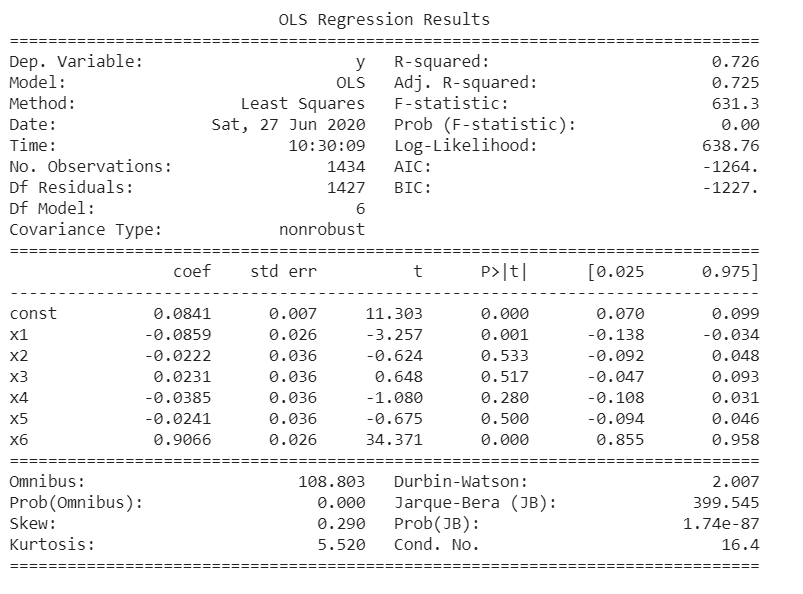 OLS Regression Results
==============================================================================
Dep. Variable: y R-squared: 0.726
Model: OLS Adj. R-squared: 0.725
Method: Least Squares F-statistic: 631.3
Date: Sat, 27 Jun 2020 Prob (F-statistic): 0.00
Time: 10:30:09 Log-Likelihood: 638.76
No. Observations: 1434 AIC: -1264.
Df Residuals: 1427 BIC: -1227.
Df Model: 6
Covariance Type: nonrobust
==============================================================================
coef std err t P>|t| [0.025 0.975]
------------------------------------------------------------------------------
const 0.0841 0.007 11.303 0.000 0.070 0.099
x1 -0.0859 0.026 -3.257 0.001 -0.138 -0.034
x2 -0.0222 0.036 -0.624 0.533 -0.092 0.048
x3 0.0231 0.036 0.648 0.517 -0.047 0.093
x4 -0.0385 0.036 -1.080 0.280 -0.108 0.031
x5 -0.0241 0.036 -0.675 0.500 -0.094 0.046
x6 0.9066 0.026 34.371 0.000 0.855 0.958
==============================================================================
Omnibus: 108.803 Durbin-Watson: 2.007
Prob(Omnibus): 0.000 Jarque-Bera (JB): 399.545
Skew: 0.290 Prob(JB): 1.74e-87
Kurtosis: 5.520 Cond. No. 16.4
==============================================================================